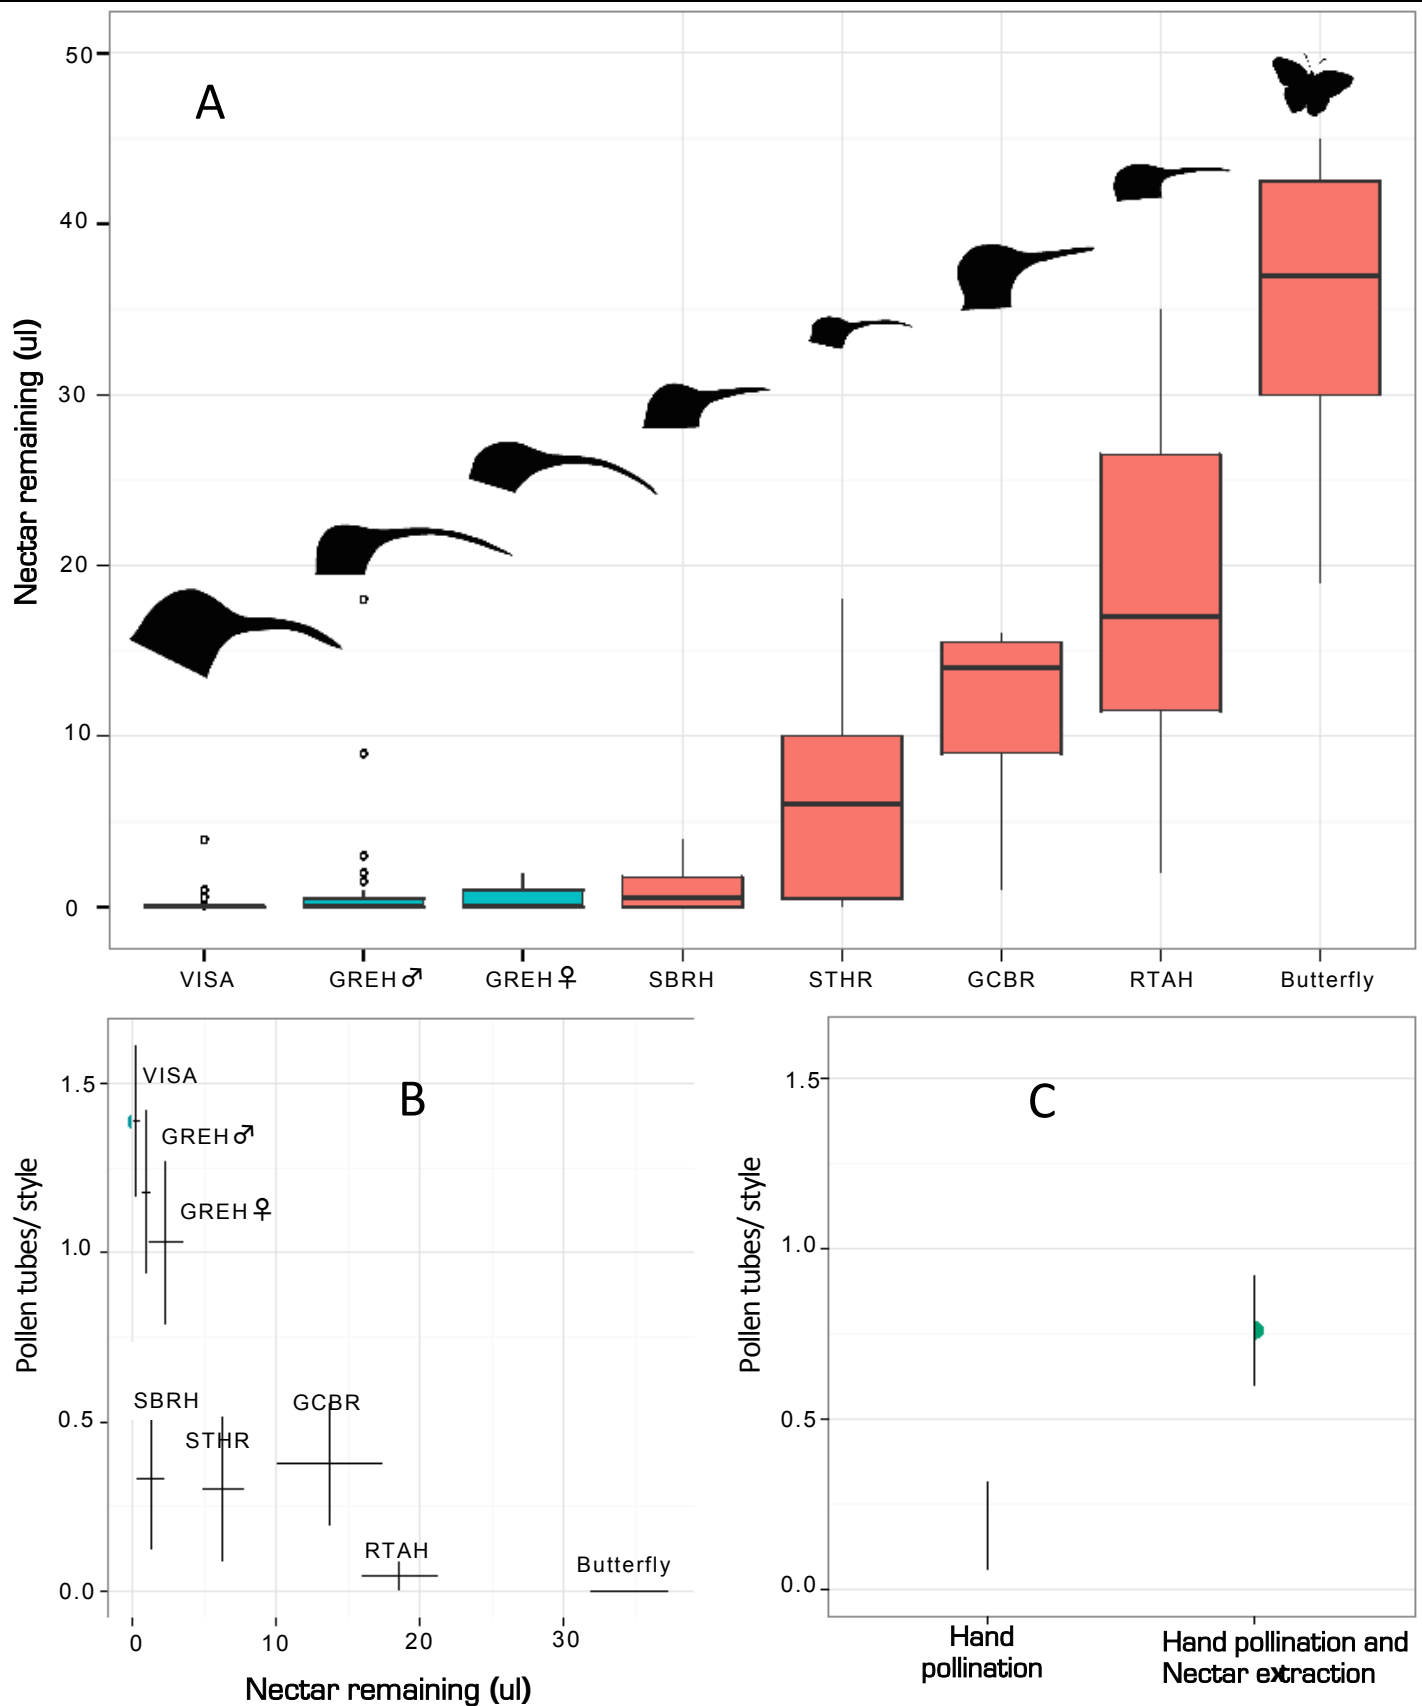 A
50
40
30
20
10
0
Nectar remaining (ul)
VISA GREH♂ GREH♀ SBRH STHR GCBR RTAH Butterfly
B
1.5
1.0
0.5
0.0
Pollen tubes/ style
VISA
GREH♂
GREH♀
SBRH
GCBR
STHR
RTAH
Butterfly
0 10 20 30
Nectar remaining (ul)
C
1.5
1.0
0.5
0.0
Pollen tubes/ style
Hand
pollination
Hand pollination and
Nectar extraction